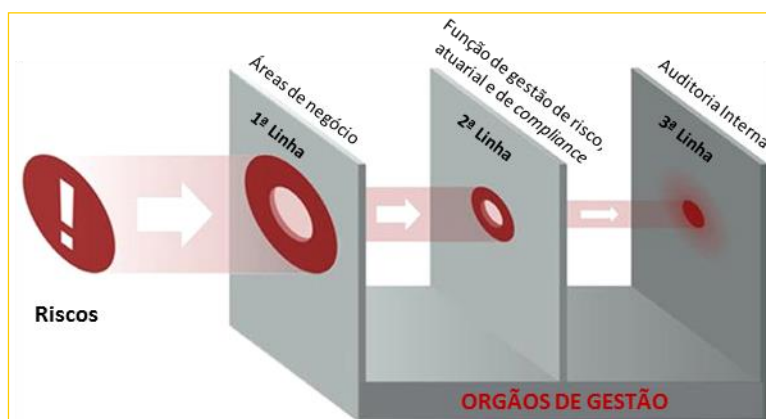 Riscos
Áreas de negócio
1ª Linha
Função de gestão de risco,
atuarial e de compliance
2ª Linha
Auditoria Interna
3ª Linha
ORGÃOS DE GESTÃO